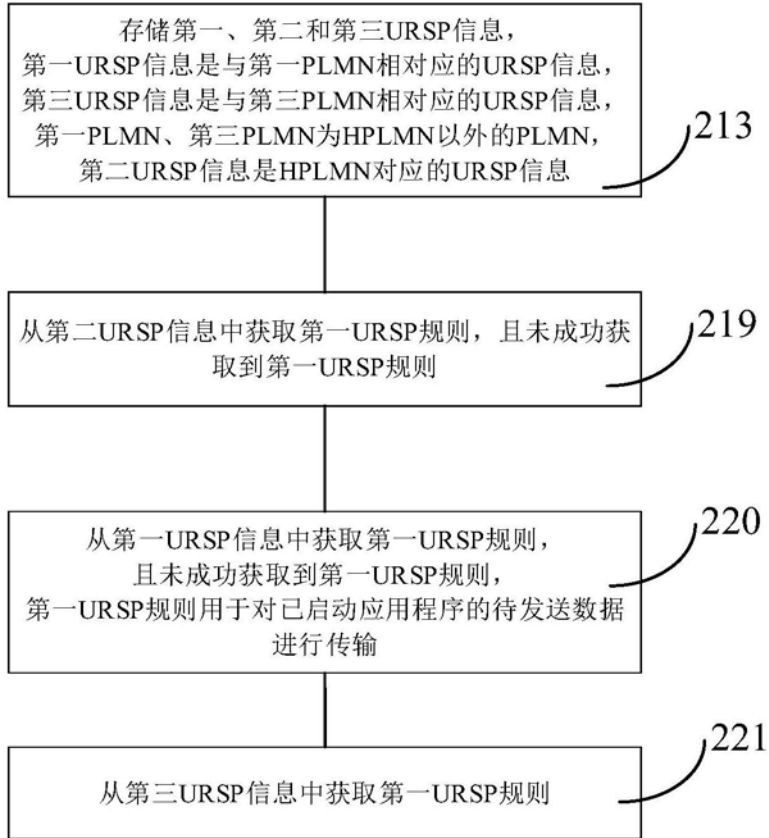 存储第一、第二和第三URSP信息，
第一URSP信息是与第一PLMN相对应的URSP信息，
第三URSP信息是与第三PLMN相对应的URSP信息，
第一PLMN、第三PLMN为HPLMN以外的PLMN，
第二URSP信息是HPLMN对应的URSP信息
213
从第二URSP信息中获取第一URSP规则，且未成功获
取到第一URSP规则
219
从第一URSP信息中获取第一URSP规则，
且未成功获取到第一URSP规则，
第一URSP规则用于对已启动应用程序的待发送数据
进行传输
220
从第三URSP信息中获取第一URSP规则
221